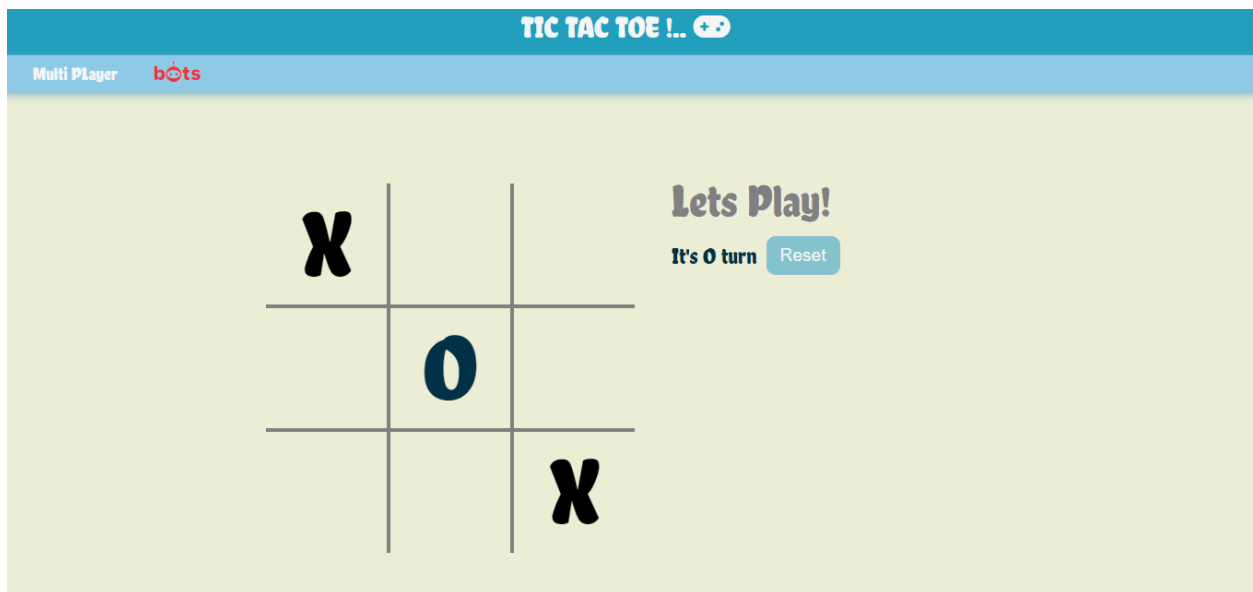 TIC TAC TOE !..
Multi PLayer bots
Lets Play!
It's O turn Reset
X
O
X